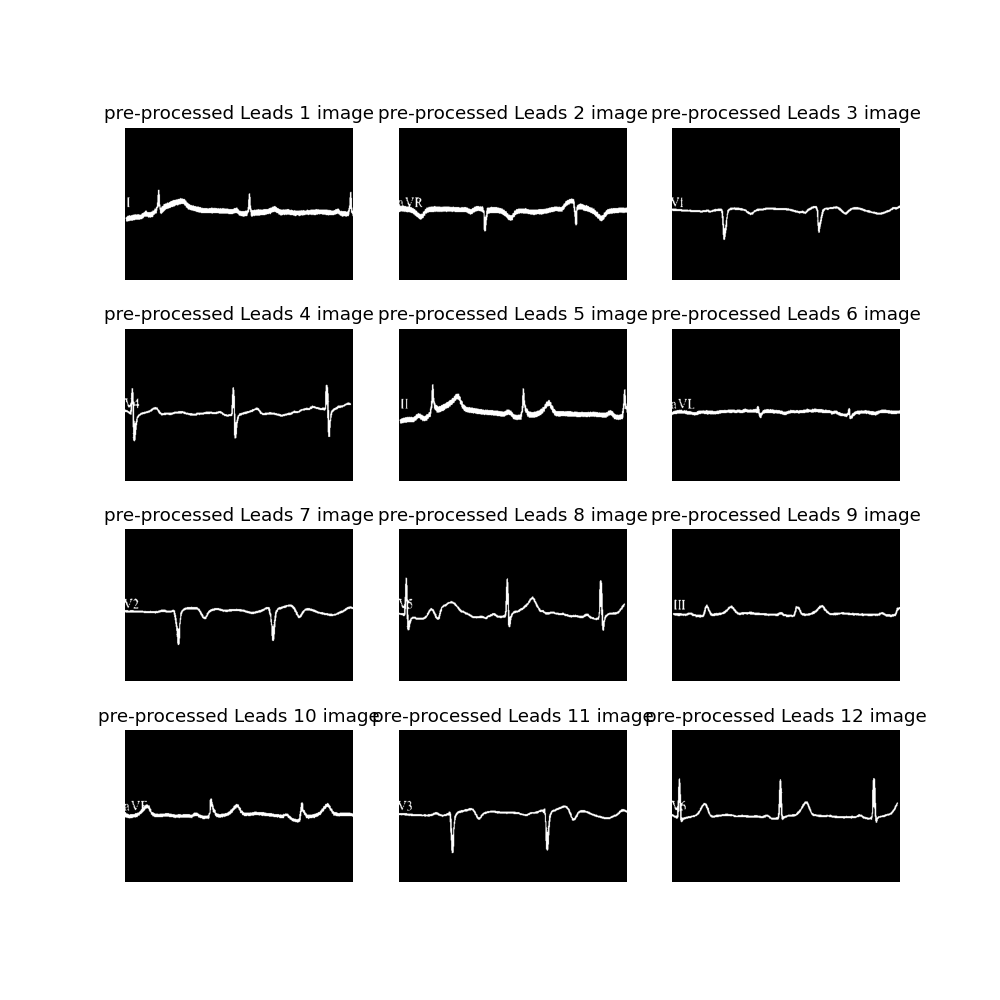 pre-processed Leads 1 image
pre-processed Leads 2 image
pre-processed Leads 3 image
I
aVR
V1
pre-processed Leads 4 image
pre-processed Leads 5 image
pre-processed Leads 6 image
V4
II
aVL
pre-processed Leads 7 image
pre-processed Leads 8 image
pre-processed Leads 9 image
V2
V5
III
pre-processed Leads 10 image
pre-processed Leads 11 image
pre-processed Leads 12 image
aVF
V3
V6